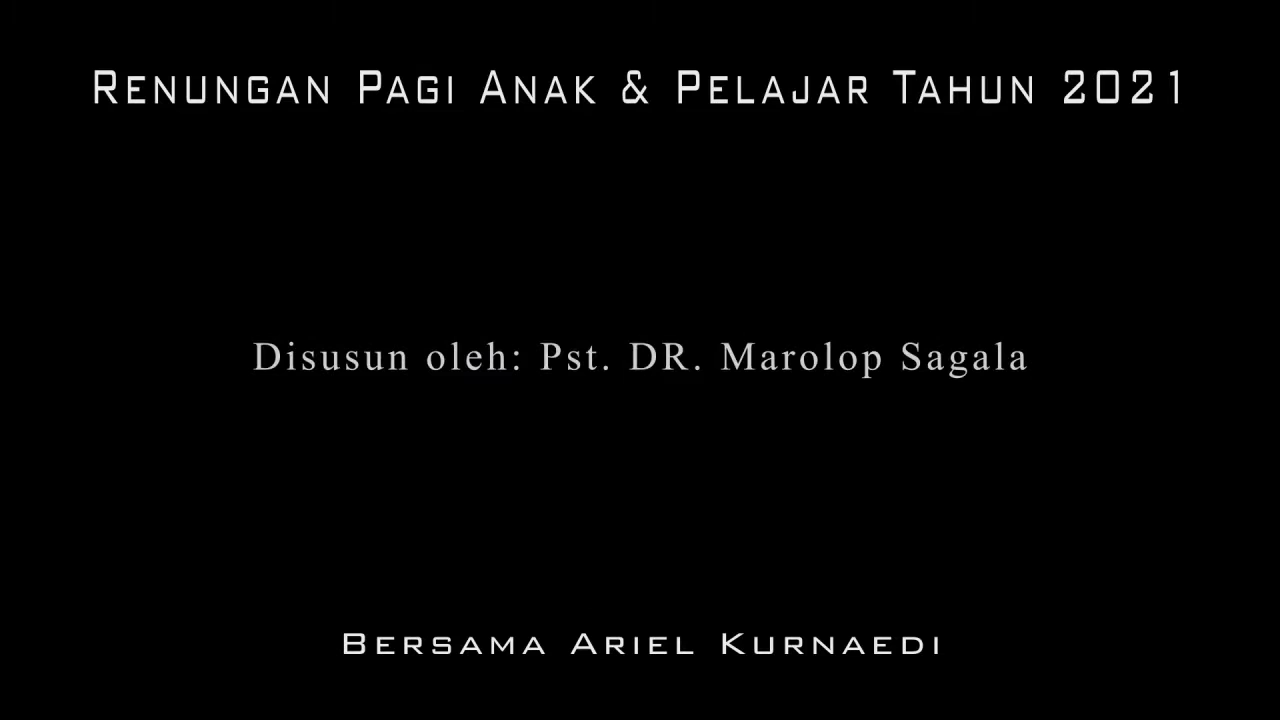 Renungan Pagi Anak & Pelajar Tahun 2021
Disusun oleh: Pst. DR. Marolop Sagala
Bersama Ariel Kurnaedi